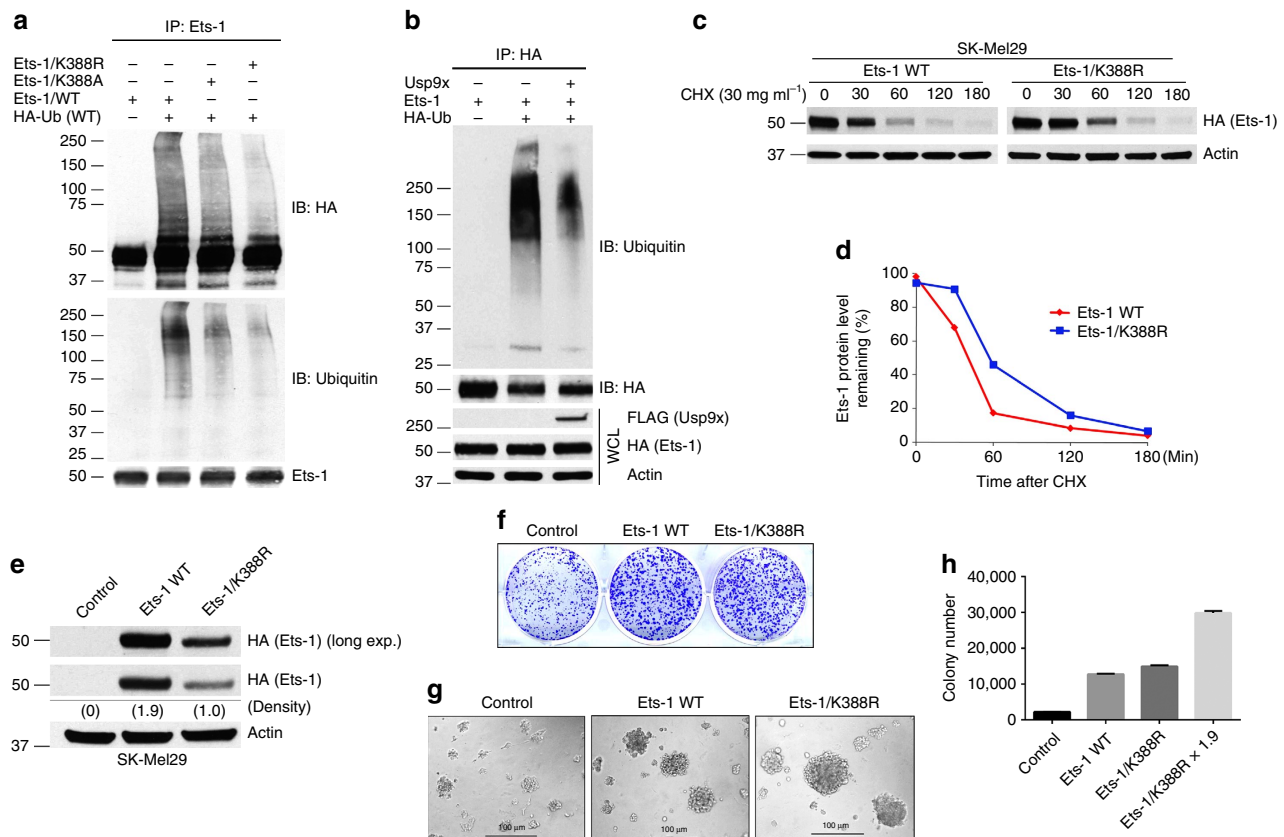 a
IP: Ets-1
Ets-1/K388R – – – +
Ets-1/K388A – – + –
Ets-1/WT + + – –
HA-Ub (WT) – + + +
250
150
100
75
50
37
IB: HA
250
150
100
75
50
37
25
IB: Ubiquitin
50
Ets-1
b
IP: HA
Usp9x – – +
Ets-1 + + +
HA-Ub – + +
250
150
100
75
50
37
25
IB: Ubiquitin
50
IB: HA
250
FLAG (Usp9x)
50
HA (Ets-1)
37
Actin
WCL
c
SK-Mel29
Ets-1 WT Ets-1/K388R
CHX (30 mg ml−1) 0 30 60 120 180 0 30 60 120 180
50
HA (Ets-1)
37
Actin
d
100
80
60
40
20
0
Ets-1 protein level
remaining (%)
Ets-1 WT
Ets-1/K388R
0 60 120 180 (Min)
Time after CHX
e
Control
Ets-1 WT
Ets-1/K388R
50
HA (Ets-1) (long exp.)
50
HA (Ets-1)
(0) (1.9) (1.0) (Density)
37
Actin
SK-Mel29
f
Control Ets-1 WT Ets-1/K388R
g
Control Ets-1 WT Ets-1/K388R
100 µm
100 µm
100 µm
h
40,000
30,000
20,000
10,000
0
Colony number
Control
Ets-1 WT
Ets-1/K388R
Ets-1/K388R × 1.9